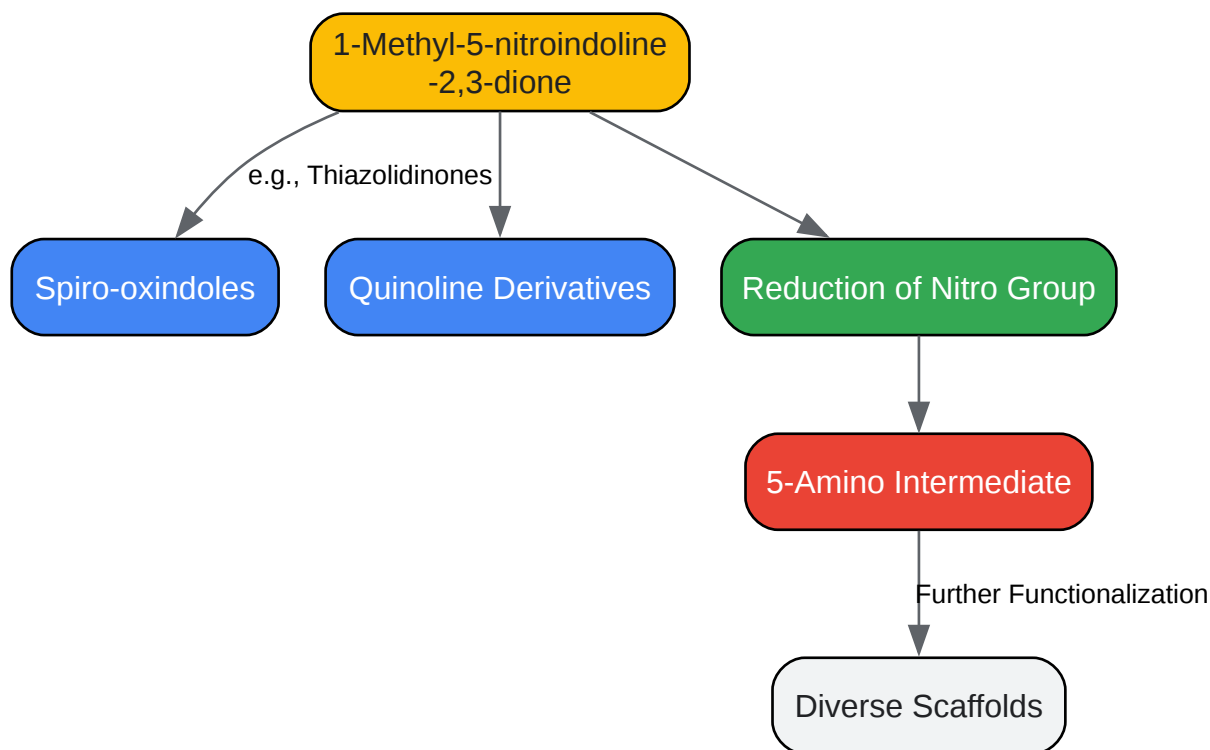 1-Methyl-5-nitroindoline
-2,3-dione
e.g., Thiazolidinones
Spiro-oxindoles
Quinoline Derivatives
Reduction of Nitro Group
5-Amino Intermediate
Further Functionalization
Diverse Scaffolds